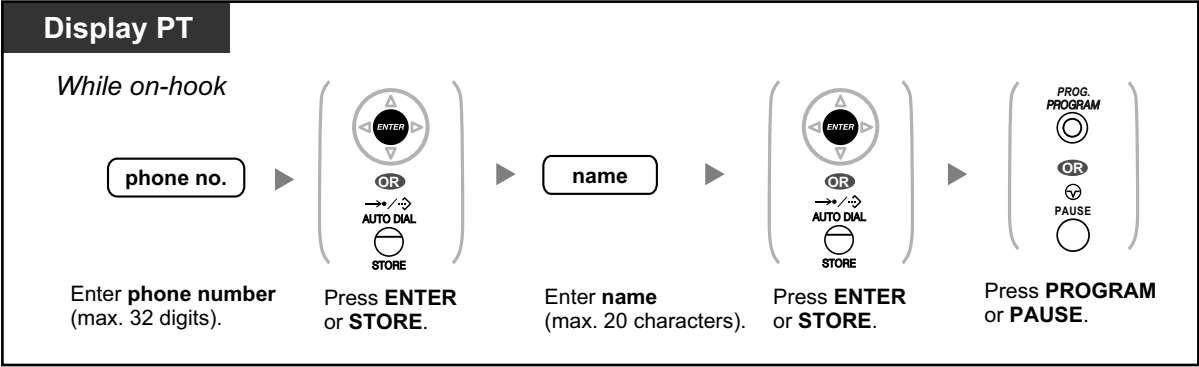 Display PT
While on-hook
phone no.
ENTER
OR
AUTO DIAL
STORE
name
ENTER
OR
AUTO DIAL
STORE
PROG.
PROGRAM
OR
PAUSE
Enter phone number
(max. 32 digits).
Press ENTER
or STORE.
Enter name
(max. 20 characters).
Press ENTER
or STORE.
Press PROGRAM
or PAUSE.